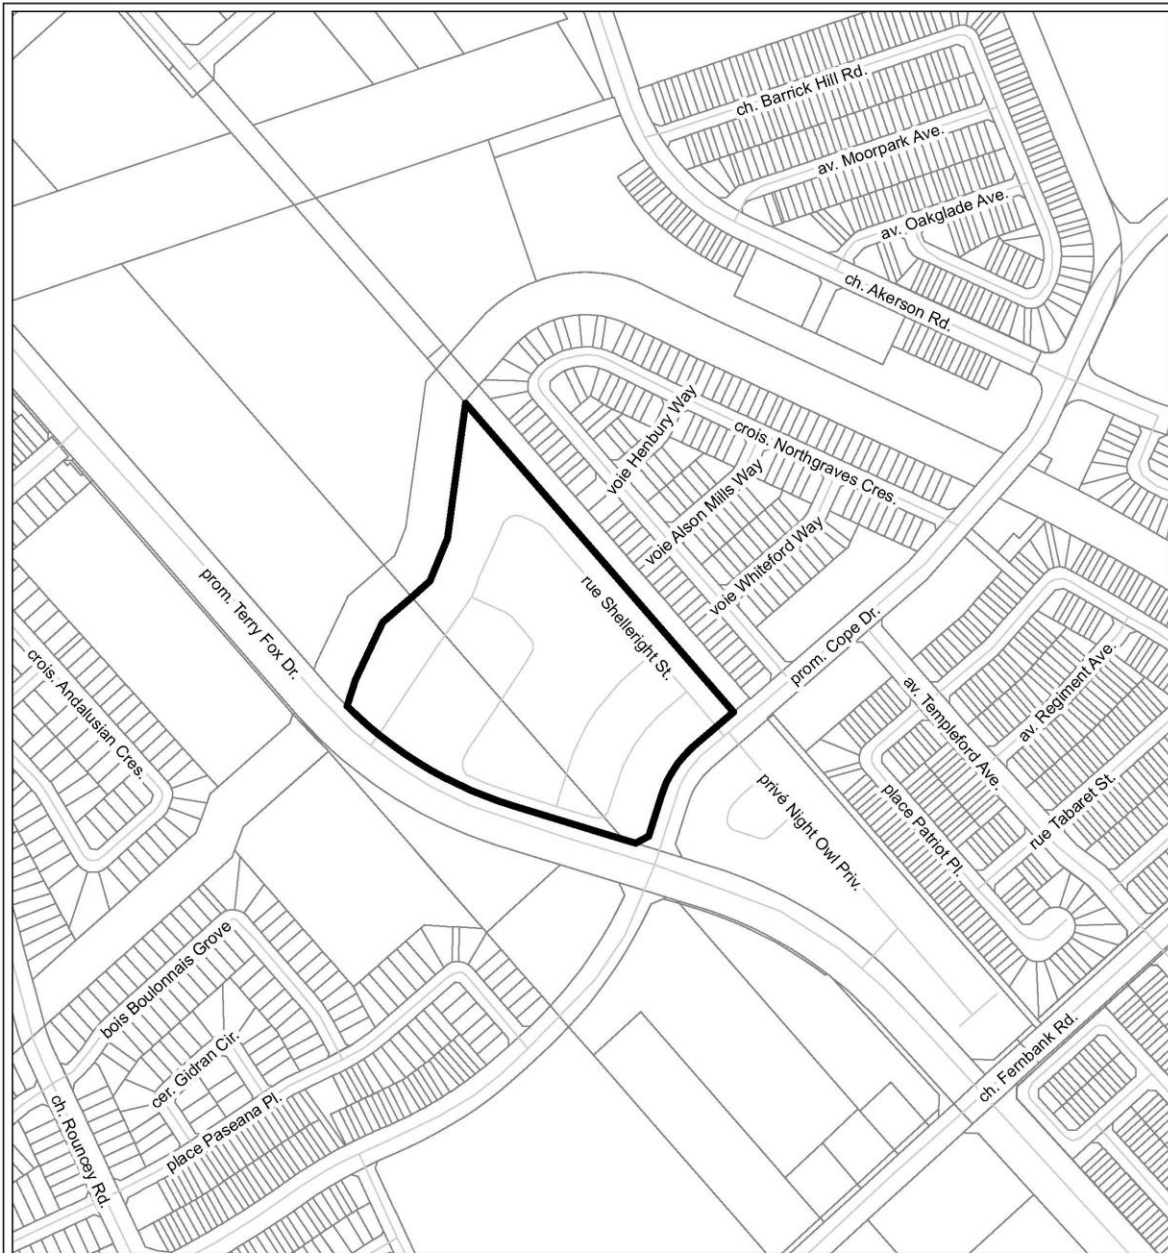 ch. Barrick Hill Rd.
av. Moorpark Ave.
av. Oakglade Ave.
ch. Akerson Rd.
voie Henbury Way
crois. Northgraves Cres.
voie Alson Mills Way
voie Whiteford Way
rue Shelleright St.
prom. Terry Fox Dr.
prom. Cope Dr.
crois. Andalusian Cres.
av. Templeford Ave.
av. Regiment Ave.
place Patriot Pl.
rue Tabaret St.
privé Night Owl Priv.
bois Boulonnais Grove
cer. Gidran Cir.
place Paseana Pl.
ch. Rouncey Rd.
ch. Fernbank Rd.